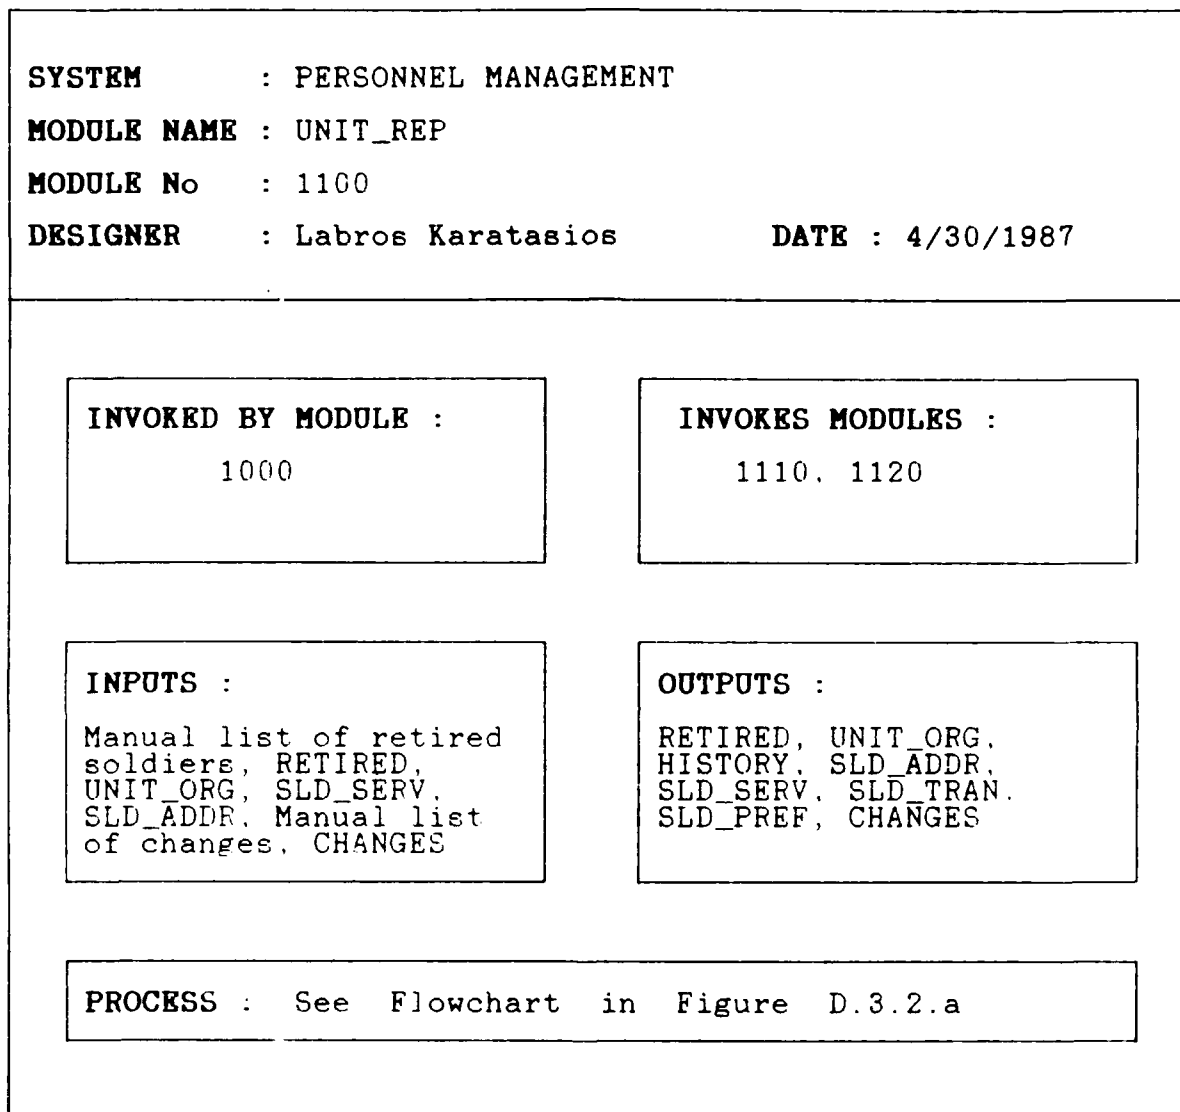 SYSTEM : PERSONNEL MANAGEMENT
MODULE NAME : UNIT_REP
MODULE No : 1100
DESIGNER : Labros Karatasios DATE : 4/30/1987
INVOKED BY MODULE :
1000
INVOKES MODULES :
1110, 1120
INPUTS :
Manual list of retired
soldiers, RETIRED,
UNIT_ORG, SLD_SERV,
SLD_ADDR, Manual list
of changes, CHANGES
OUTPUTS :
RETIRED, UNIT_ORG,
HISTORY, SLD_ADDR,
SLD_SERV, SLD_TRAN,
SLD_PREF, CHANGES
PROCESS : See Flowchart in Figure D.3.2.a